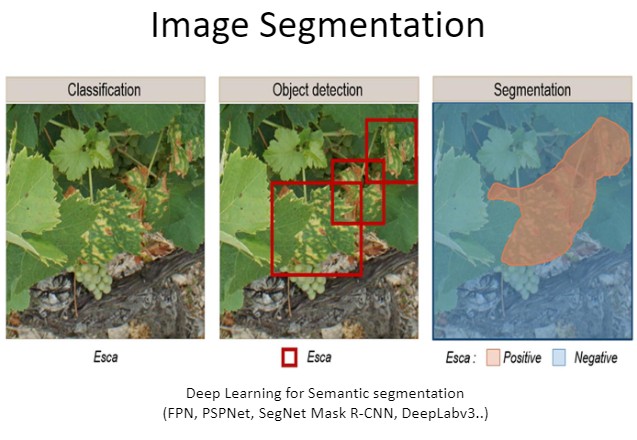 Image Segmentation
Classification
Object detection
Segmentation
Esca
Esca
Esca : Positive Negative
Deep Learning for Semantic segmentation
(FPN, PSPNet, SegNet Mask R-CNN, DeepLabv3..)